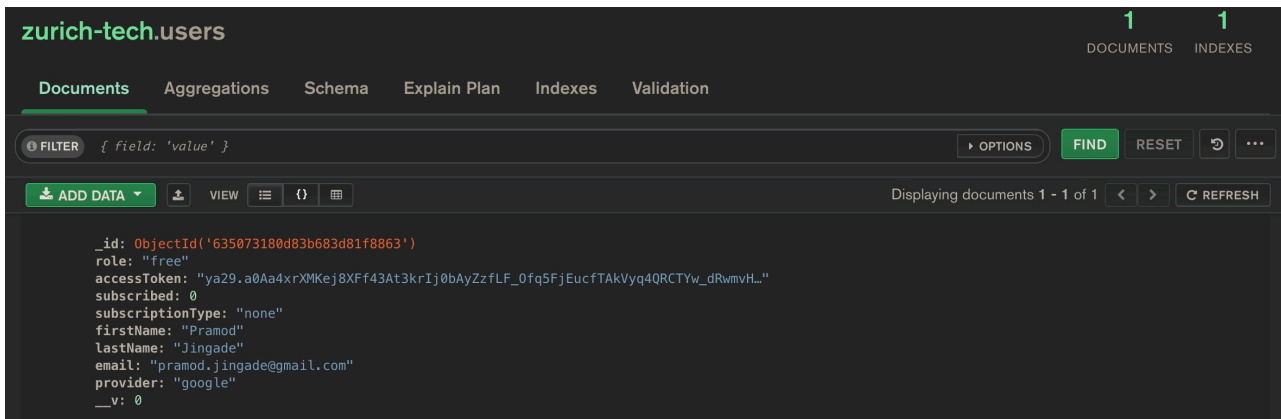 zurich-tech.users
1 DOCUMENTS
1 INDEXES
Documents Aggregations Schema Explain Plan Indexes Validation
FILTER { field: 'value' } OPTIONS FIND RESET ...
ADD DATA VIEW {} Displaying documents 1 - 1 of 1 < > REFRESH
_id: ObjectId('635073180d83b683d81f8863')
role: "free"
accessToken: "ya29.a0Aa4xrXMKej8XFf43At3krIj0bAyZzfLF_Ofq5FjEucfTAkVyq4QRCTYw_dRwmvH…"
subscribed: 0
subscriptionType: "none"
firstName: "Pramod"
lastName: "Jingade"
email: "pramod.jingade@gmail.com"
provider: "google"
__v: 0